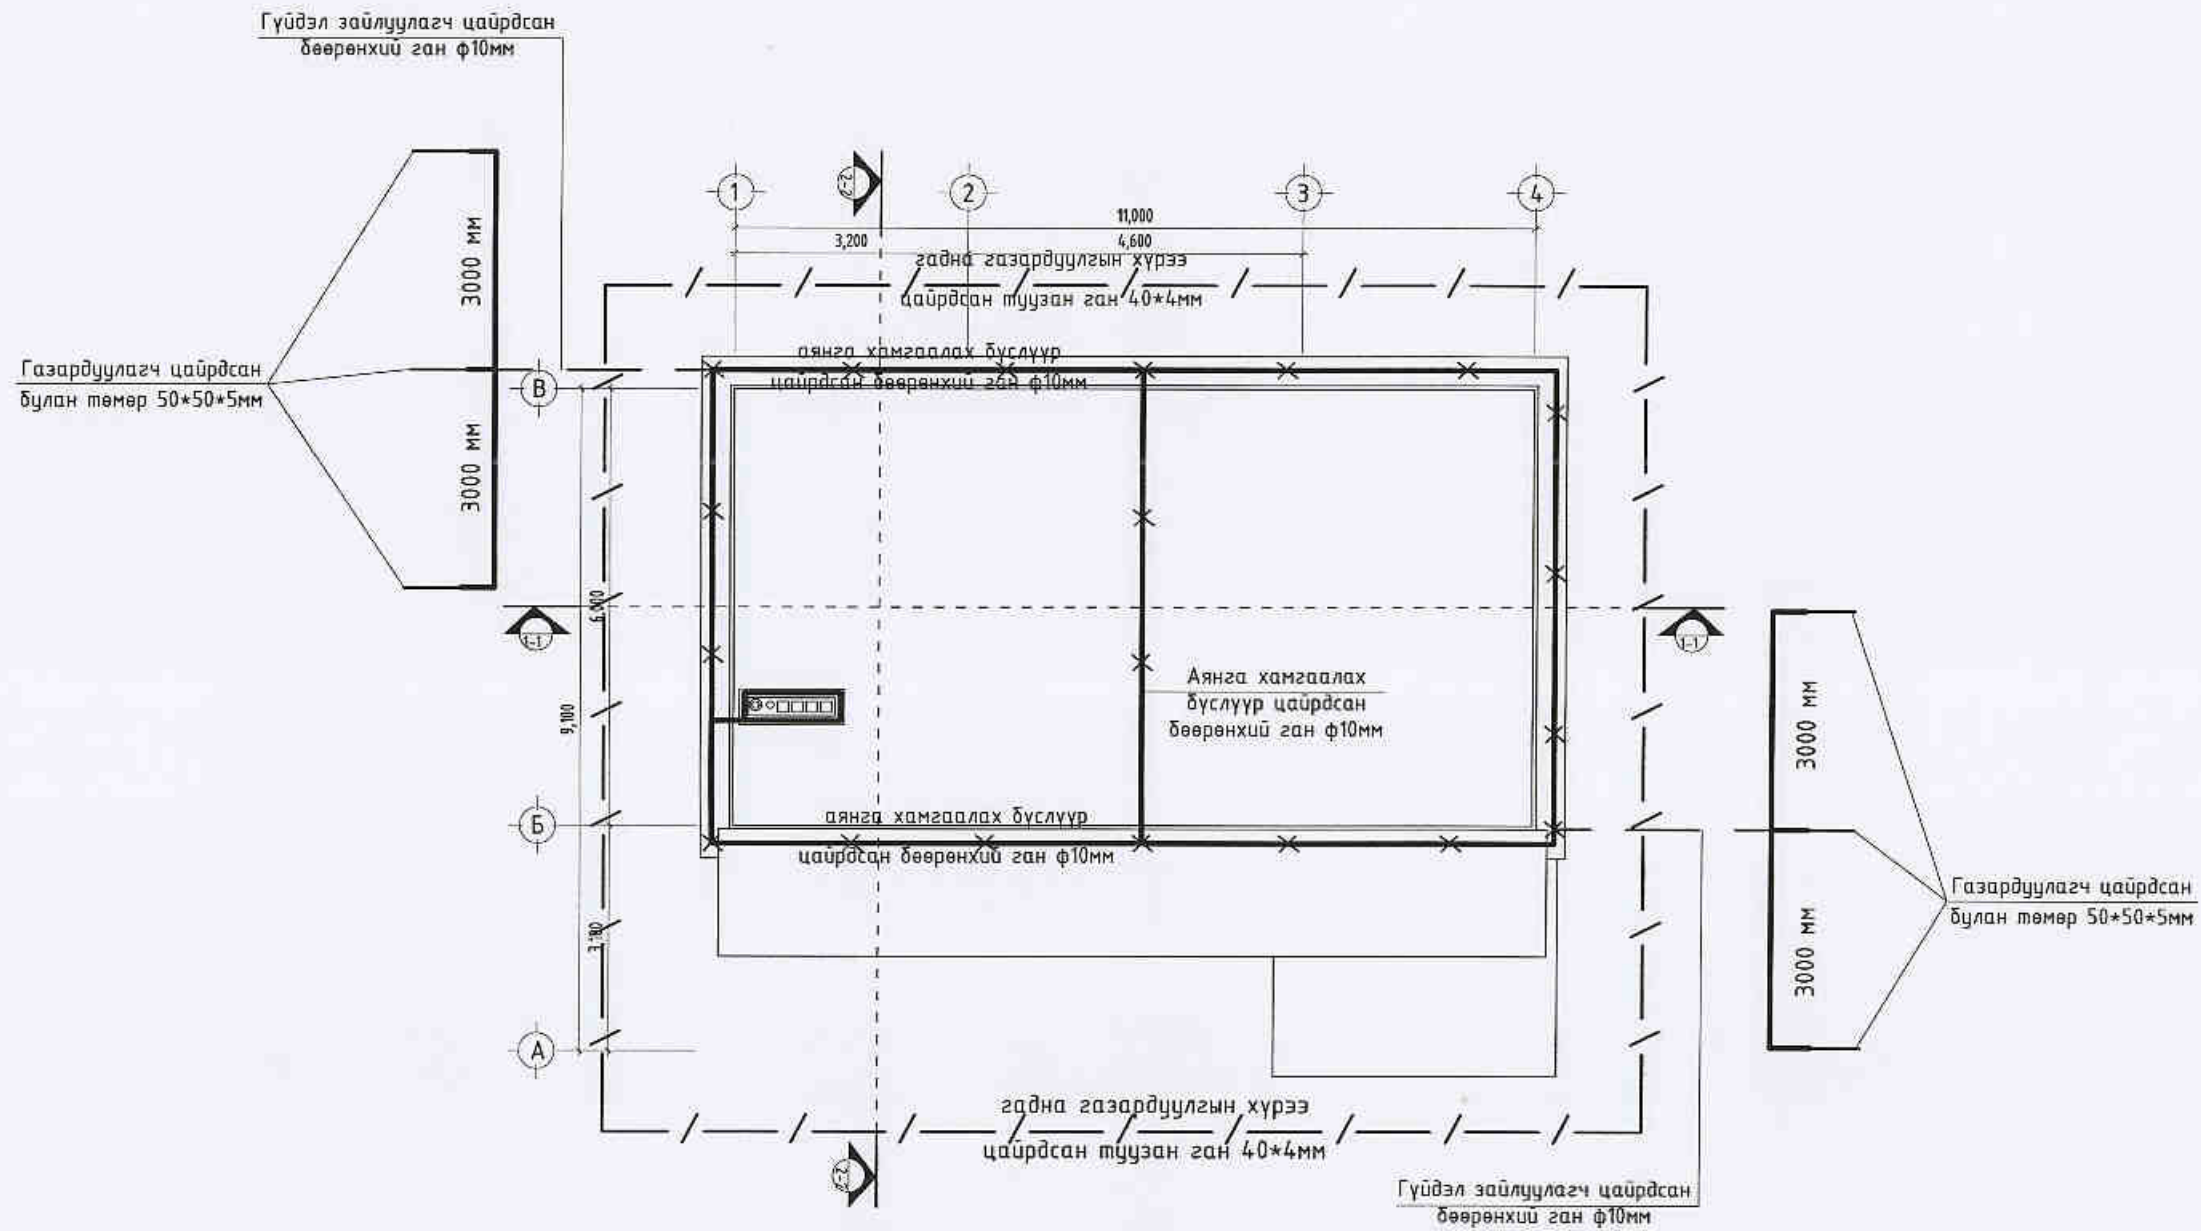 Гүйдэл зайлуулагч цайрдсан
бөөрөнхий ган ф10мм
3000 мм
3000 мм
Газардуулагч цайрдсан
булан төмөр 50*50*5мм
2-2
1
2
3
4
11,000
3,200
4,600
гадна газардуулгын хүрээ
цайрдсан туузан ган 40*4мм
аянга хамгаалах бүслүүр
цайрдсан бөөрөнхий ган ф10мм
В
6,000
1-1
1-1
9,100
Аянга хамгаалах
бүслүүр цайрдсан
бөөрөнхий ган ф10мм
3000 мм
3000 мм
Б
аянга хамгаалах бүслүүр
цайрдсан бөөрөнхий ган ф10мм
Газардуулагч цайрдсан
булан төмөр 50*50*5мм
А
гадна газардуулгын хүрээ
цайрдсан туузан ган 40*4мм
Гүйдэл зайлуулагч цайрдсан
бөөрөнхий ган ф10мм